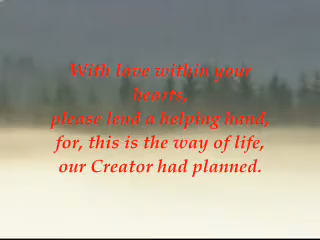 With love within your
hearts,
please lend a helping hand,
for, this is the way of life,
our Creator had planned.